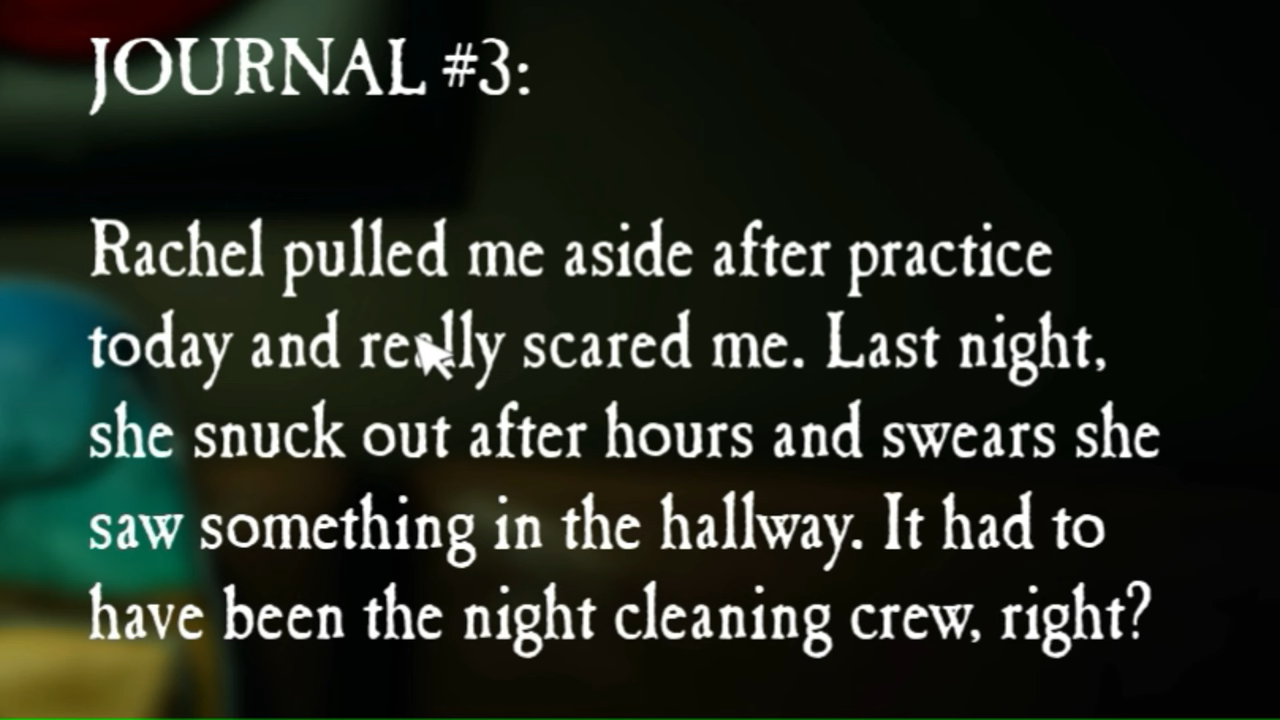 JOURNAL #3:
Rachel pulled me aside after practice
today and really scared me. Last night,
she snuck out after hours and swears she
saw something in the hallway. It had to
have been the night cleaning crew, right?